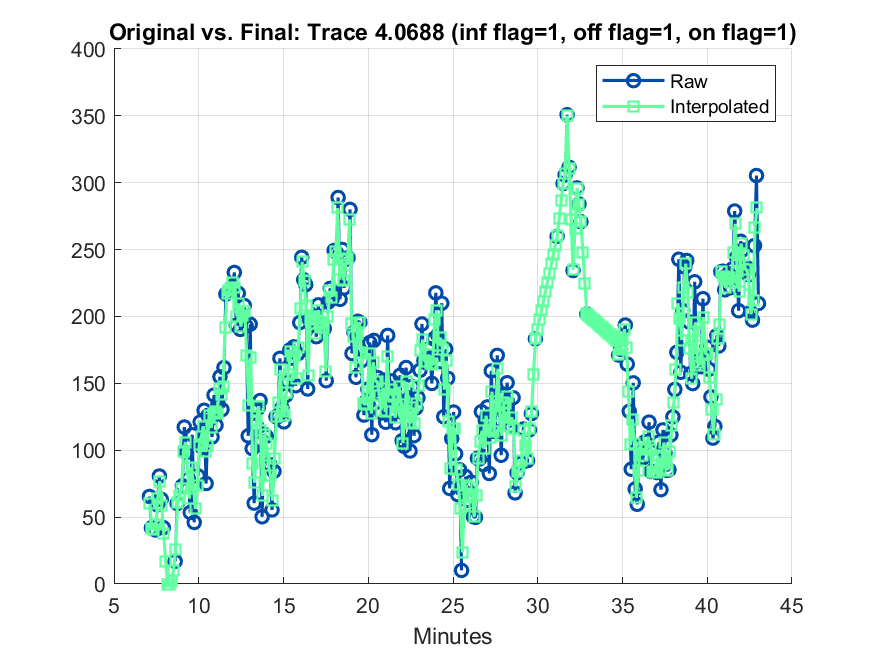 Original vs. Final: Trace 4.0688 (inf flag=1, off flag=1, on flag=1)
400
350
300
250
200
150
100
50
0
Raw
Interpolated
5 10 15 20 25 30 35 40 45
Minutes